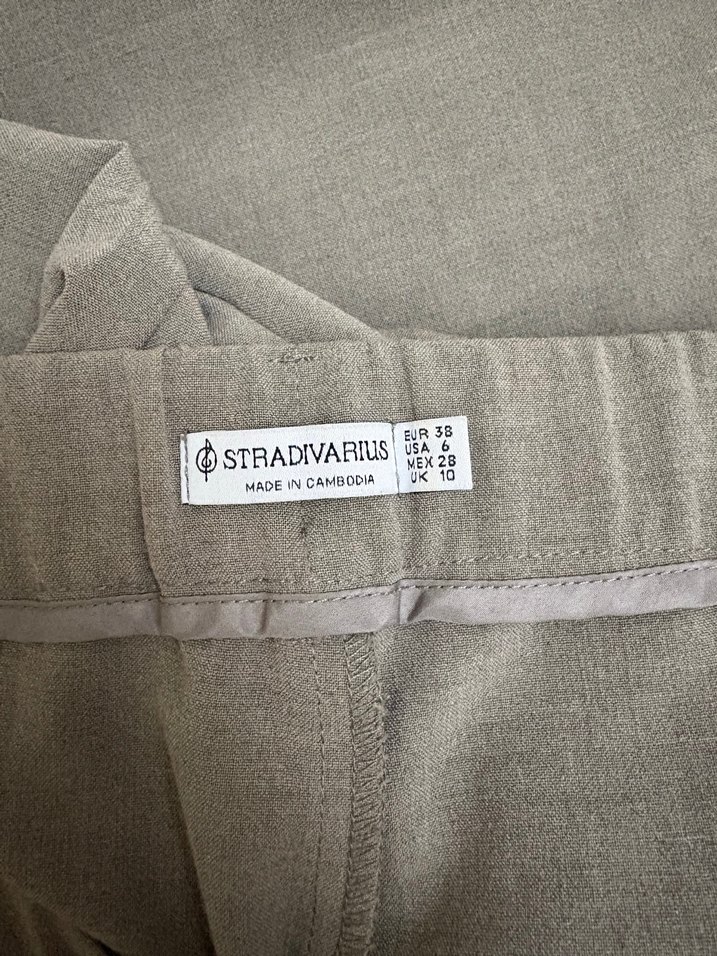 STRADIVARIUS
MADE IN CAMBODIA
EUR 38
USA 6
MEX 28
UK 10